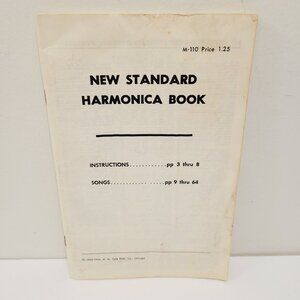 M-110 Price 1.25
NEW STANDARD
HARMONICA BOOK
INSTRUCTIONS............pp 3 thru 8
SONGS................pp 9 thru 64